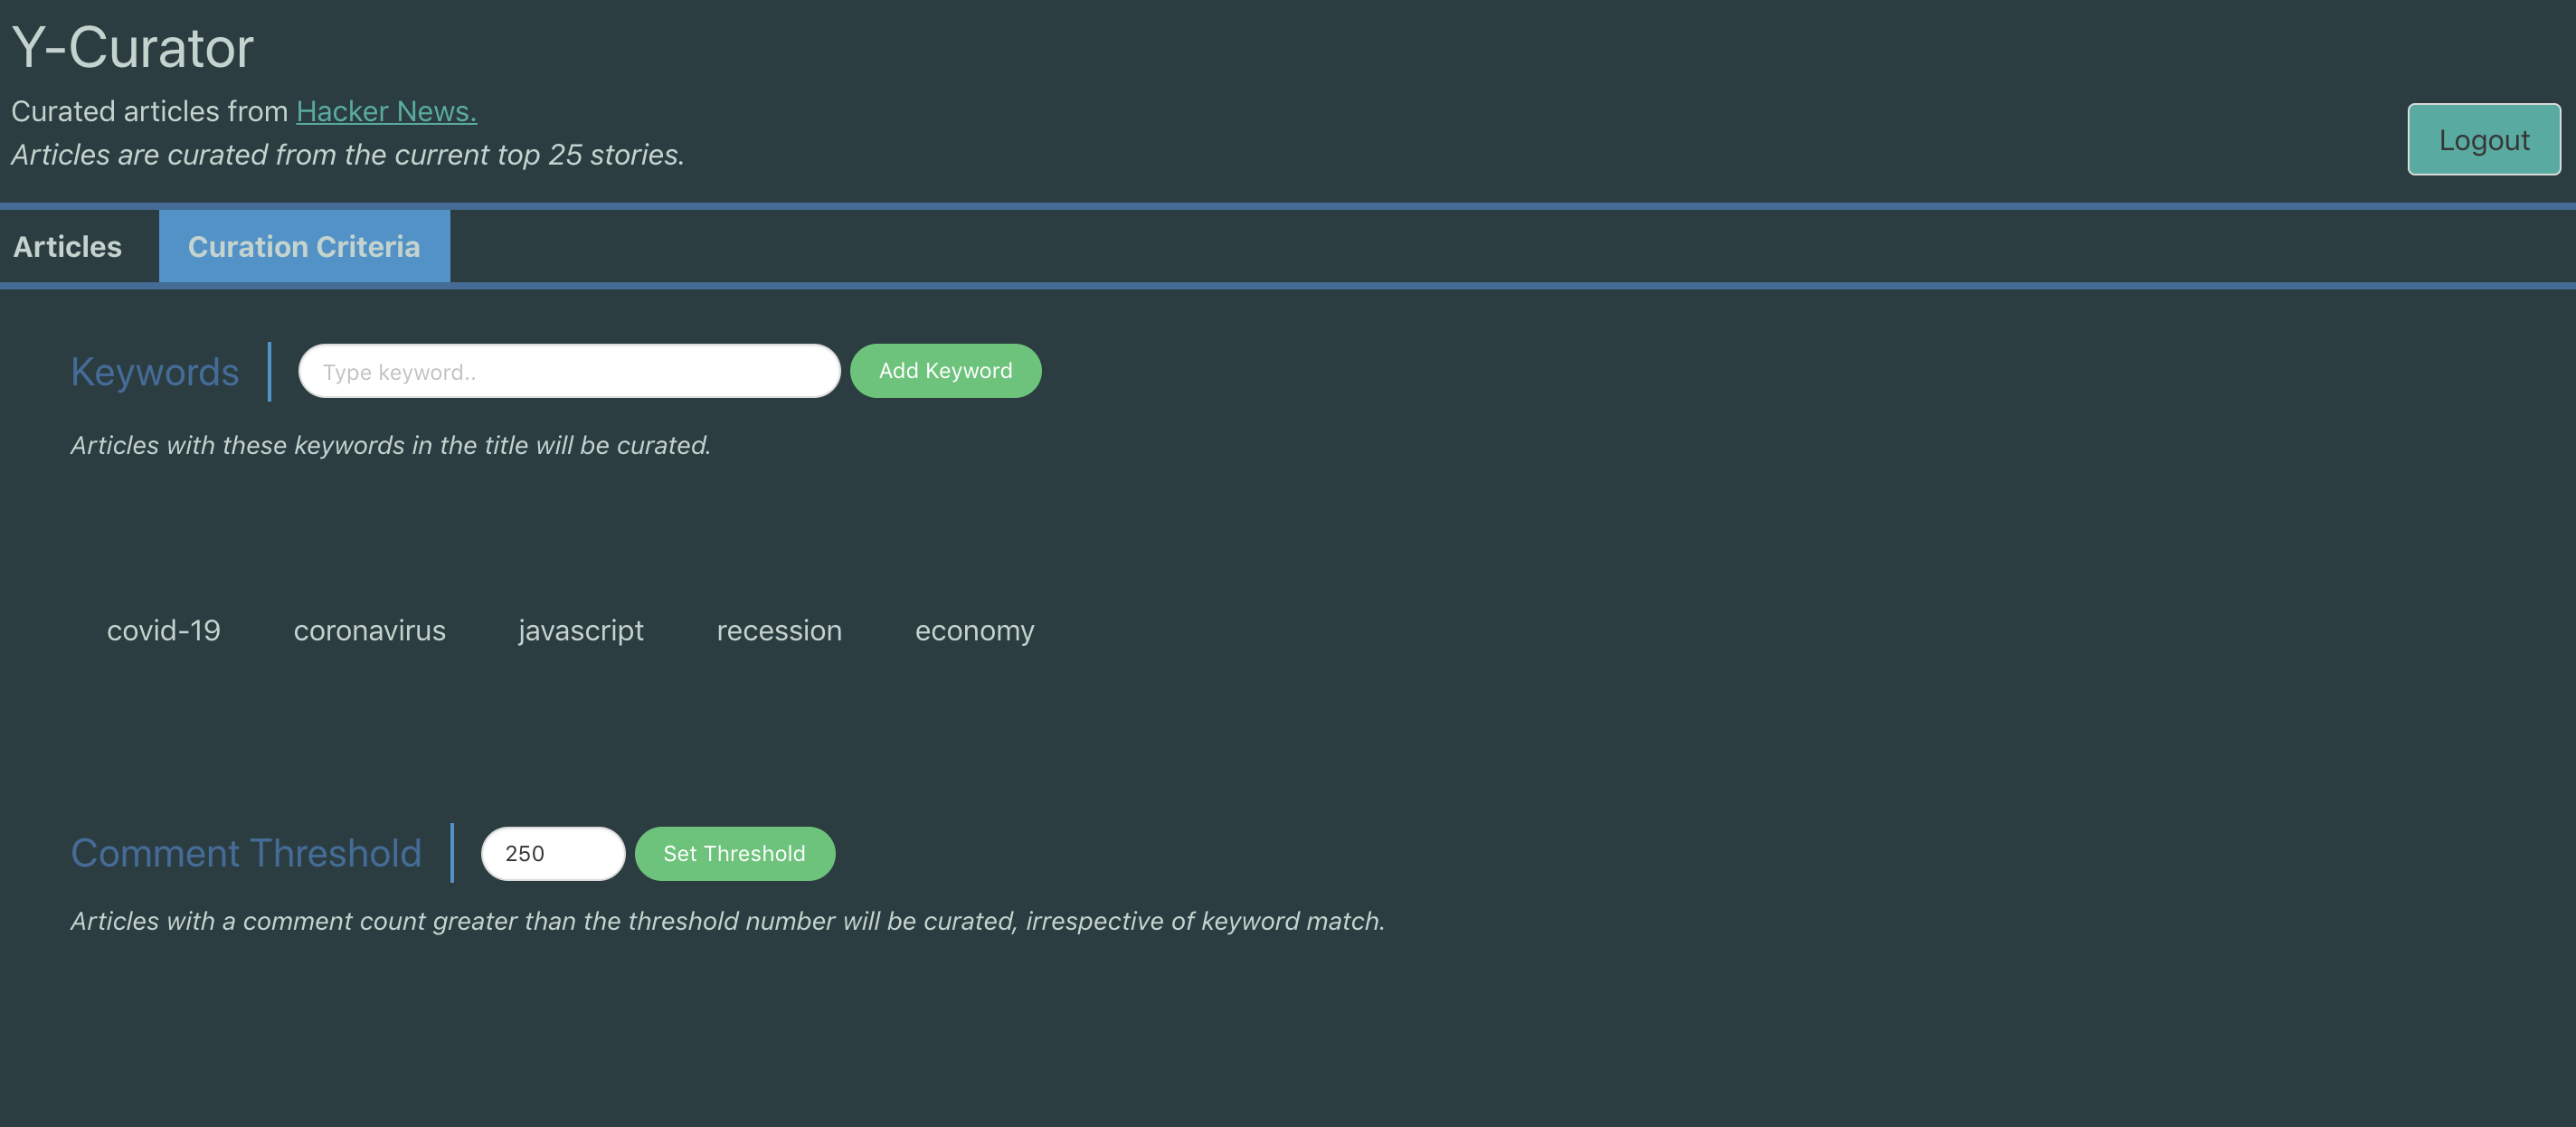 Y-Curator
Curated articles from Hacker News.
Articles are curated from the current top 25 stories.
Logout
Articles Curation Criteria
Keywords Type keyword.. Add Keyword
Articles with these keywords in the title will be curated.
covid-19 coronavirus javascript recession economy
Comment Threshold 250 Set Threshold
Articles with a comment count greater than the threshold number will be curated, irrespective of keyword match.